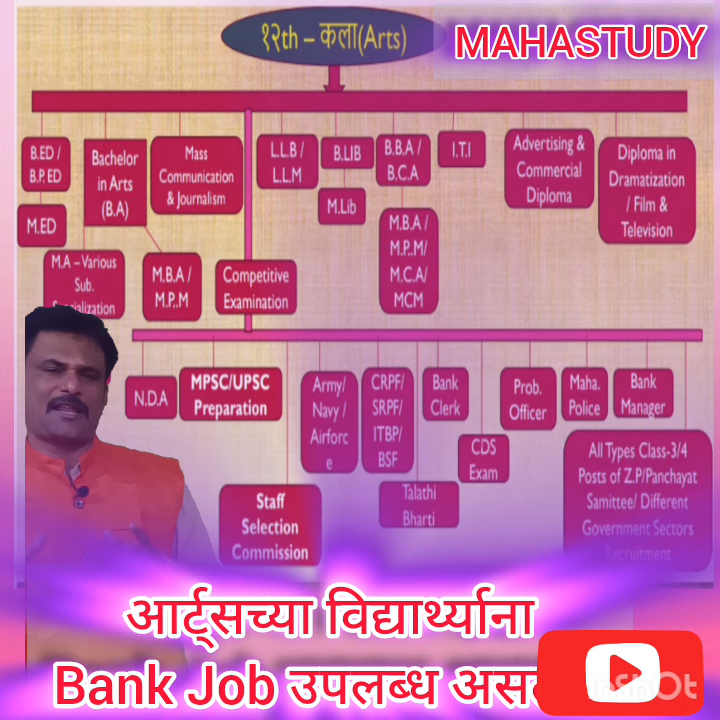 १२th – कला(Arts)
MAHASTUDY
B.ED /
B.P.ED
M.ED
Bachelor
in Arts
(B.A)
Mass
Communication
& Journalism
L.L.B /
L.L.M
B.LIB
M.Lib
B.B.A /
B.C.A
M.B.A /
M.P.M/
M.C.A/
MCM
I.T.I
Advertising &
Commercial
Diploma
Diploma in
Dramatization
/ Film &
Television
M.A – Various
Sub.
M.B.A /
M.P.M
Competitive
Examination
N.D.A
MPSC/UPSC
Preparation
Army/
Navy /
Airforc
e
CRPF/
SRPF/
ITBP/
BSF
Bank
Clerk
Prob.
Officer
Maha.
Police
Bank
Manager
CDS
Exam
Talathi
Bharti
Staff
Selection
Commission
All Types Class-3/4
Posts of Z.P/Panchayat
Samittee/ Different
Government Sectors
Recruitment
आर्ट्सच्या विद्यार्थ्याना
Bank Job उपलब्ध